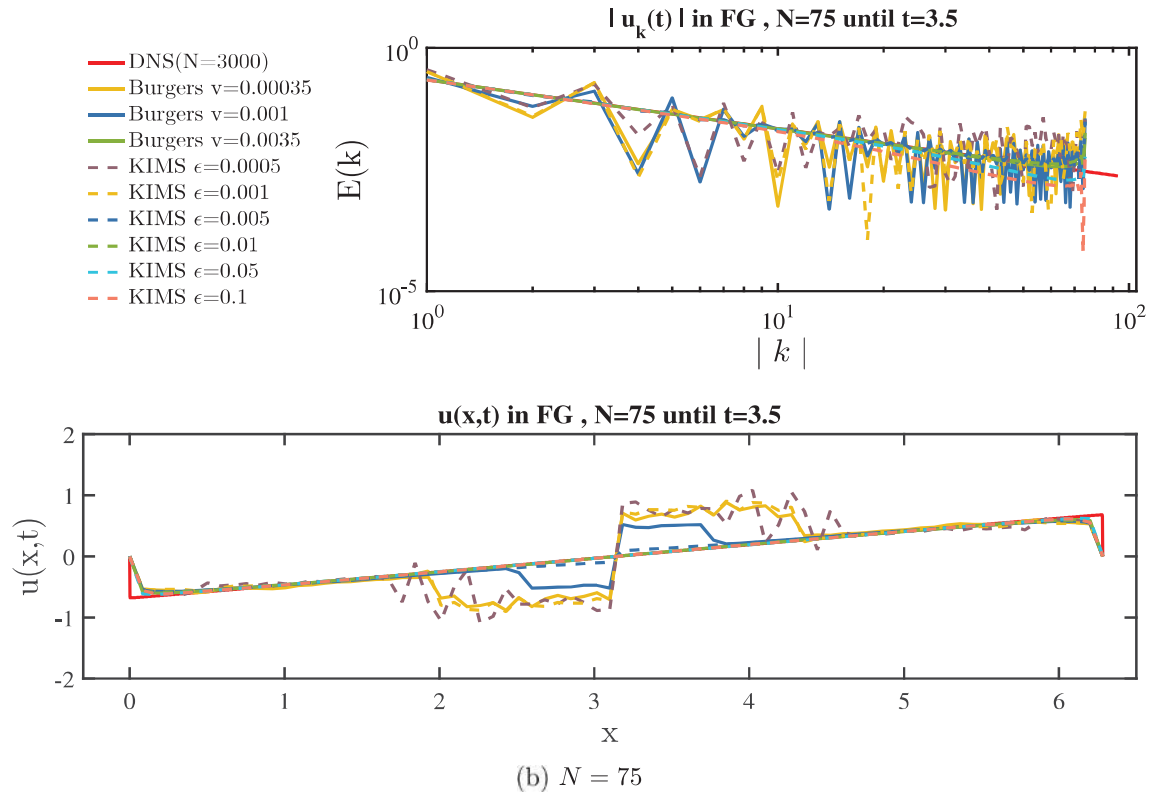 | u_k(t) | in FG , N=75 until t=3.5
DNS(N=3000)
Burgers v=0.00035
Burgers v=0.001
Burgers v=0.0035
KIMS ϵ=0.0005
KIMS ϵ=0.001
KIMS ϵ=0.005
KIMS ϵ=0.01
KIMS ϵ=0.05
KIMS ϵ=0.1
E(k)
10^0
10^-5
10^0
10^1
10^2
| k |
u(x,t) in FG , N=75 until t=3.5
u(x,t)
2
1
0
-1
-2
0
1
2
3
4
5
6
x
(b) N = 75